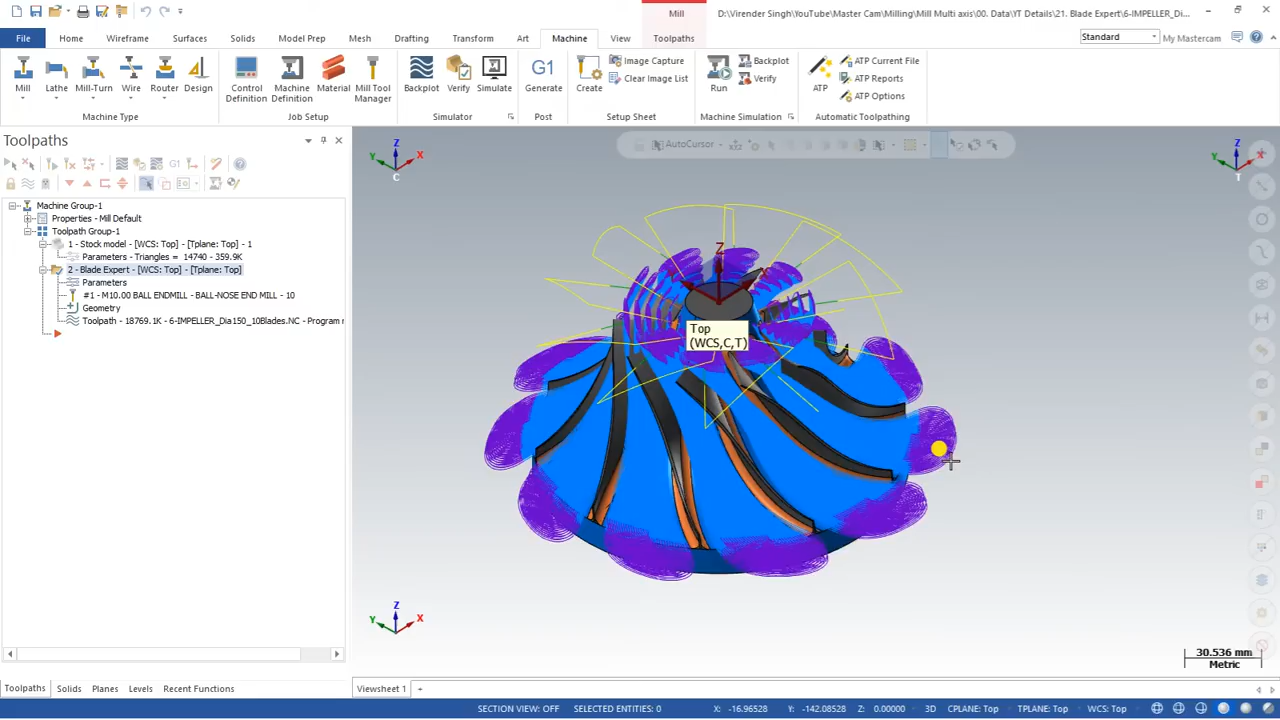 Mill
D:\Virender Singh\YouTube\Master Cam\Milling\Mill Multi axis\00. Data\YT Details\21. Blade Expert\6-IMPELLER_Di...
File Home Wireframe Surfaces Solids Model Prep Mesh Drafting Transform Art Machine View Toolpaths
Standard My Mastercam
Mill Lathe Mill-Turn Wire Router Design
Control Definition
Machine Definition
Material
Mill Tool Manager
Backplot Verify Simulate
G1 Generate
Create
Image Capture
Clear Image List
Run
Backplot
Verify
ATP
ATP Current File
ATP Reports
ATP Options
Machine Type Job Setup Simulator Post Setup Sheet Machine Simulation Automatic Toolpathing
Toolpaths
G1
AutoCursor
Machine Group-1
Properties - Mill Default
Toolpath Group-1
1 - Stock model - [WCS: Top] - [Tplane: Top] - 1
Parameters - Triangles = 14740 - 359.9K
2 - Blade Expert - [WCS: Top] - [Tplane: Top]
Parameters
#1 - M10.00 BALL ENDMILL - BALL-NOSE END MILL - 10
Geometry
Toolpath - 18769.1K - 6-IMPELLER_Dia150_10Blades.NC - Program
Z
Y X
C
Z
Y X
T
Z
Top
(WCS,C,T)
Z
Y X
30.536 mm
Metric
Toolpaths Solids Planes Levels Recent Functions
Viewsheet 1 +
SECTION VIEW: OFF SELECTED ENTITIES: 0 X: -16.96528 Y: -142.08528 Z: 0.00000 3D CPLANE: Top TPLANE: Top WCS: Top